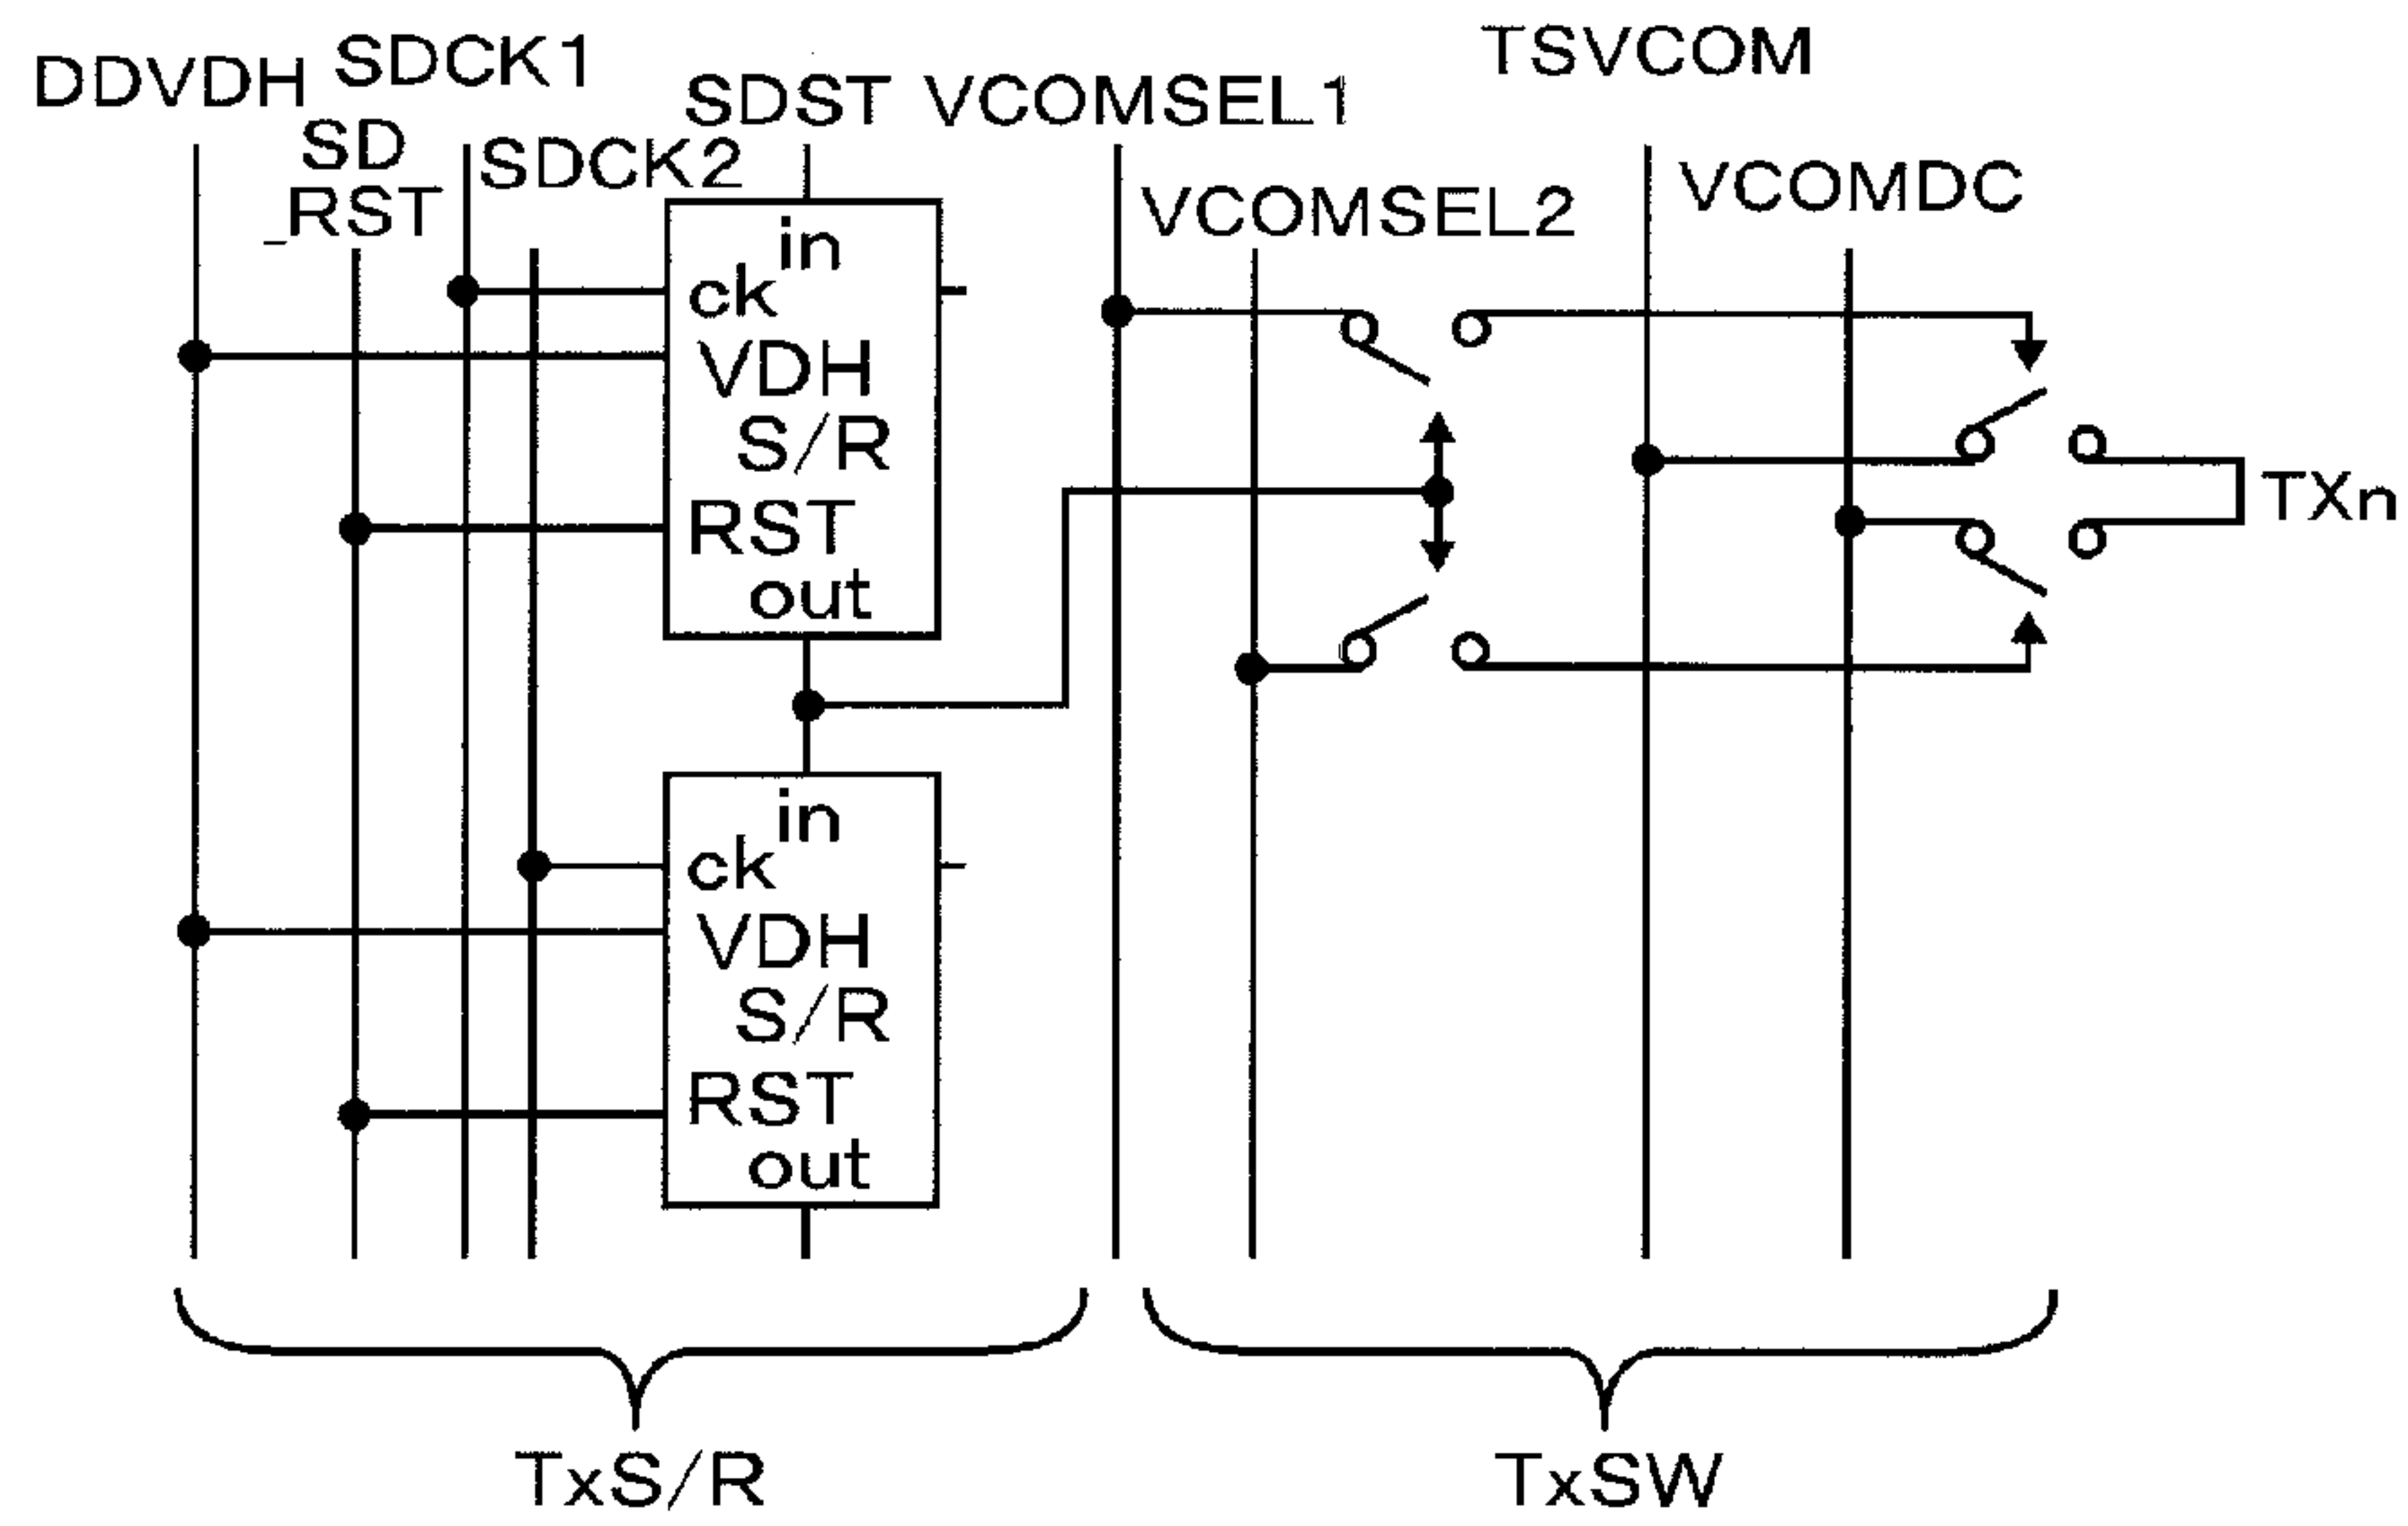 DDVDH
SDCK1
SD
_RST
SDCK2
SDST
VCOMSEL1
VCOMSEL2
TSVCOM
VCOMDC
in
ck
VDH
S/R
RST
out
TXn
in
ck
VDH
S/R
RST
out
TxS/R
TxSW